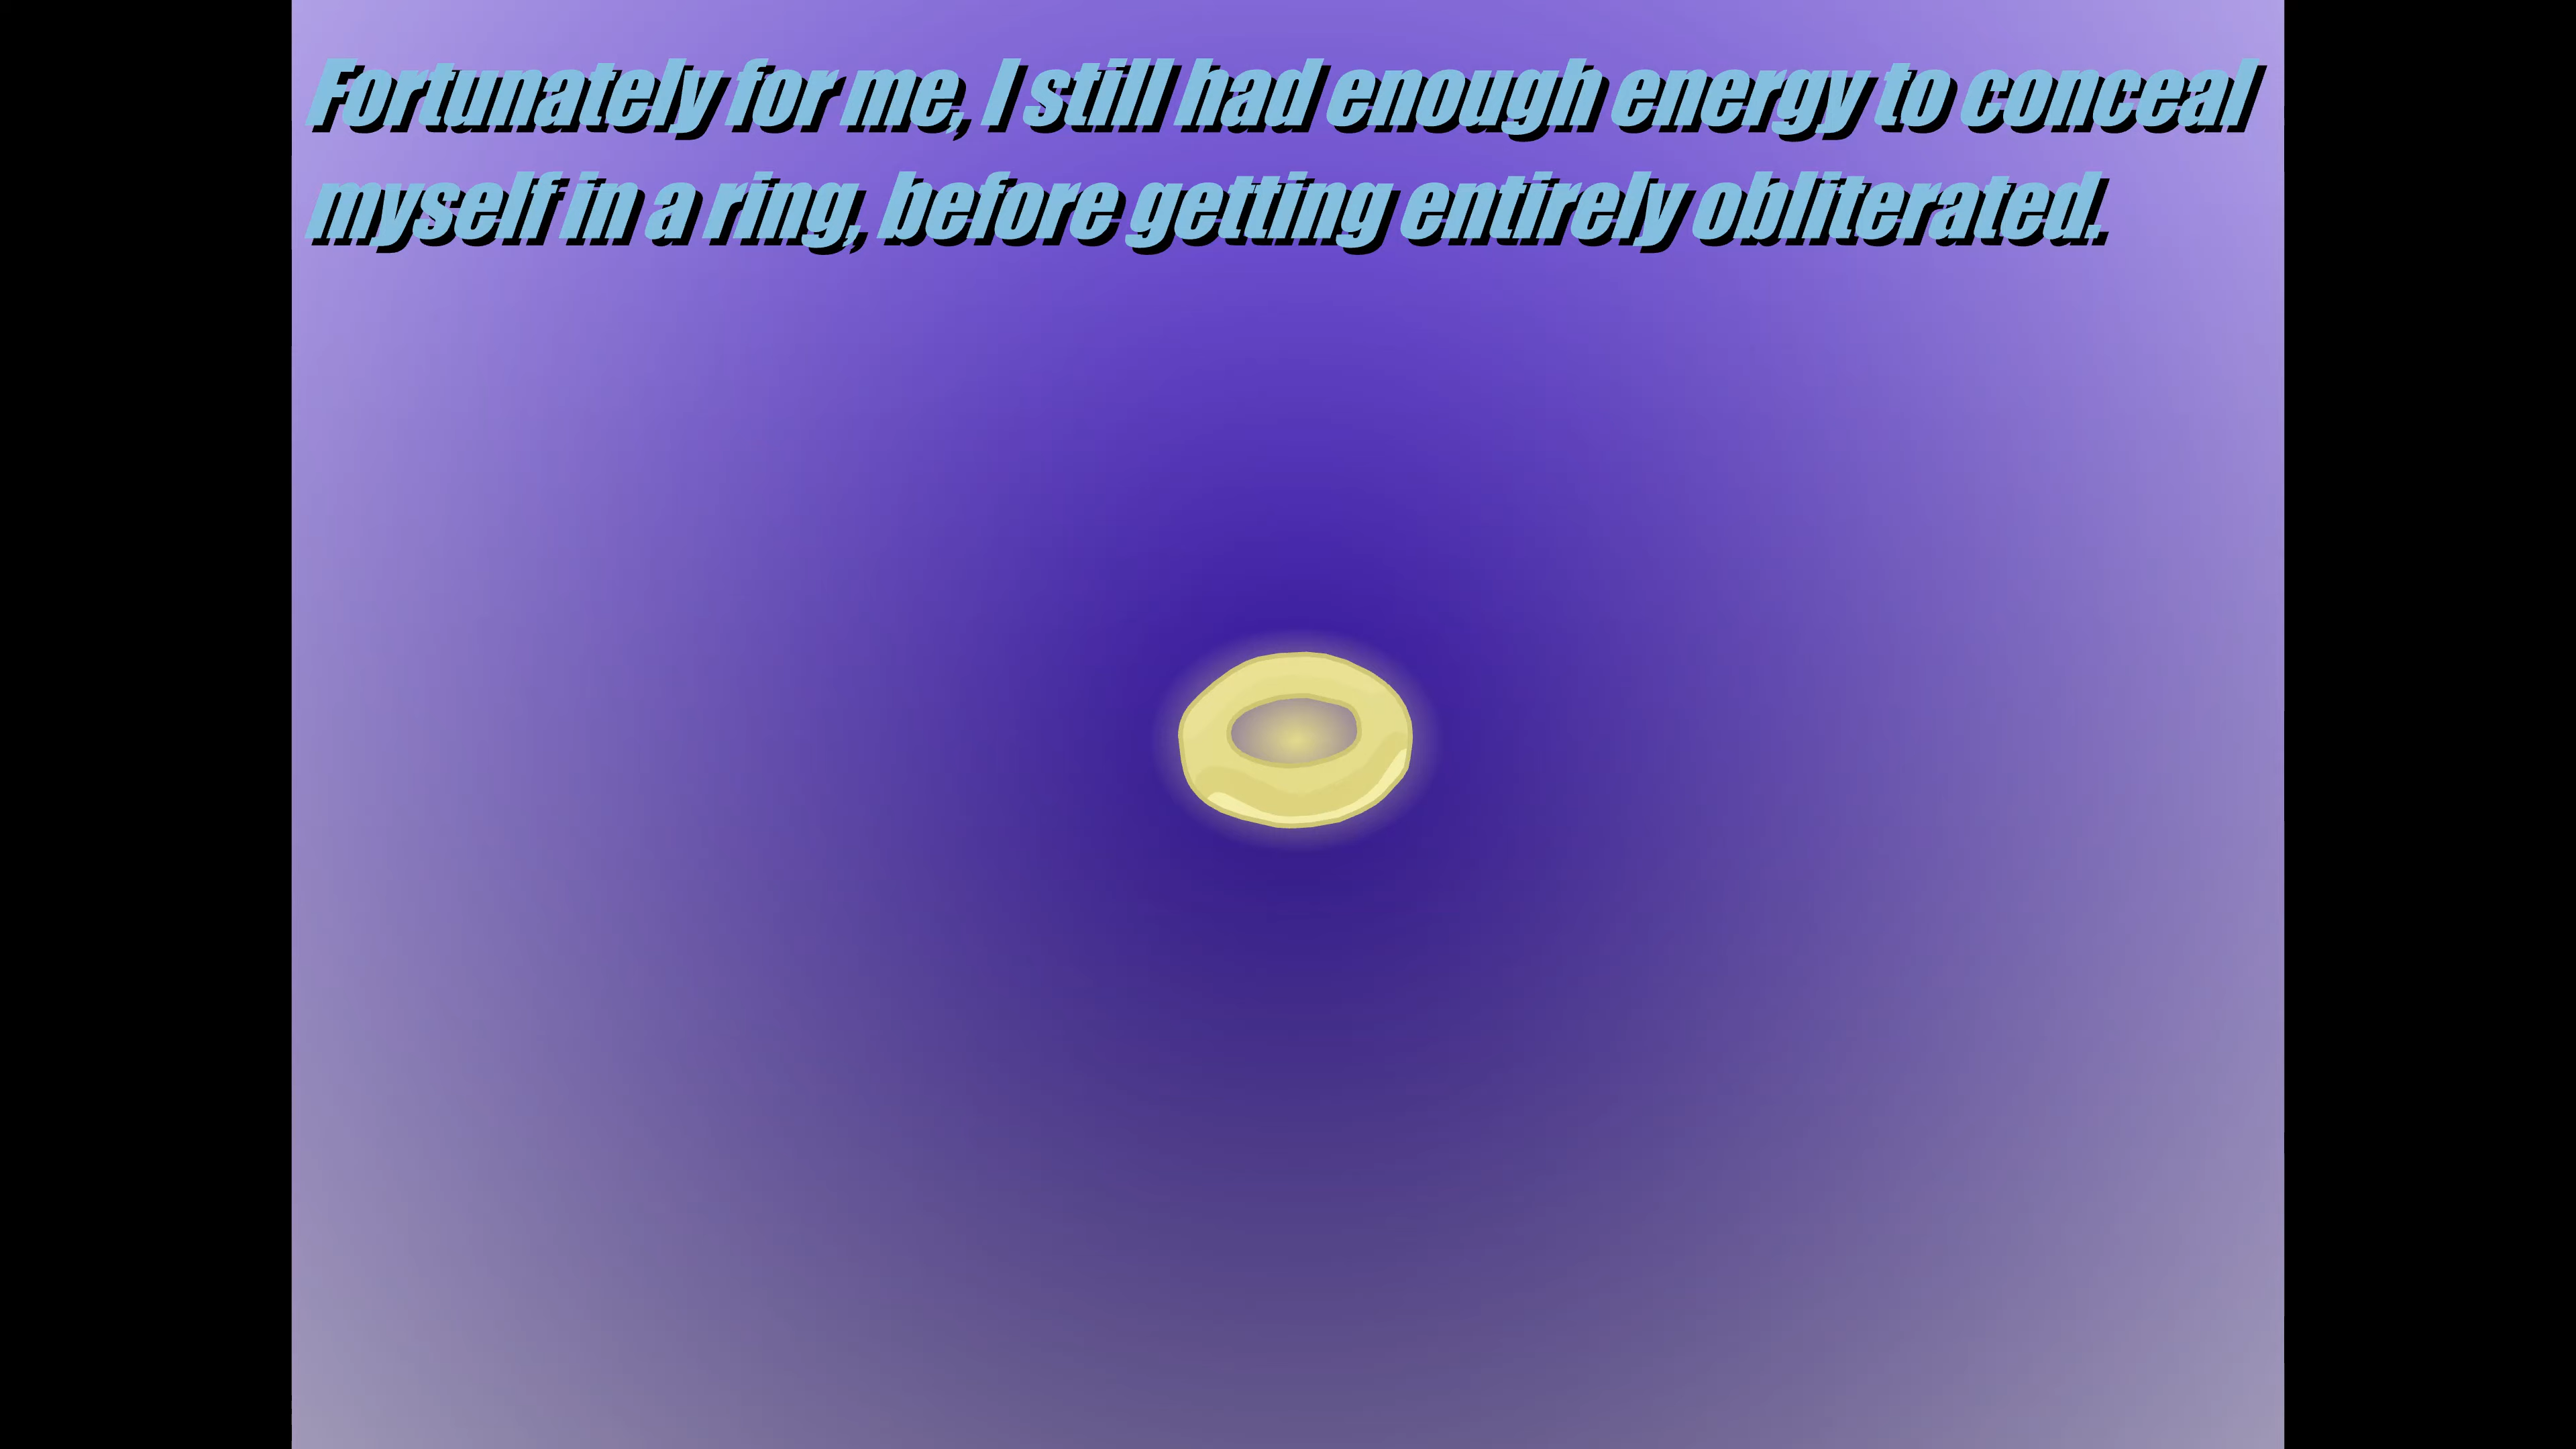 Fortunately for me, I still had enough energy to conceal
myself in a ring, before getting entirely obliterated.